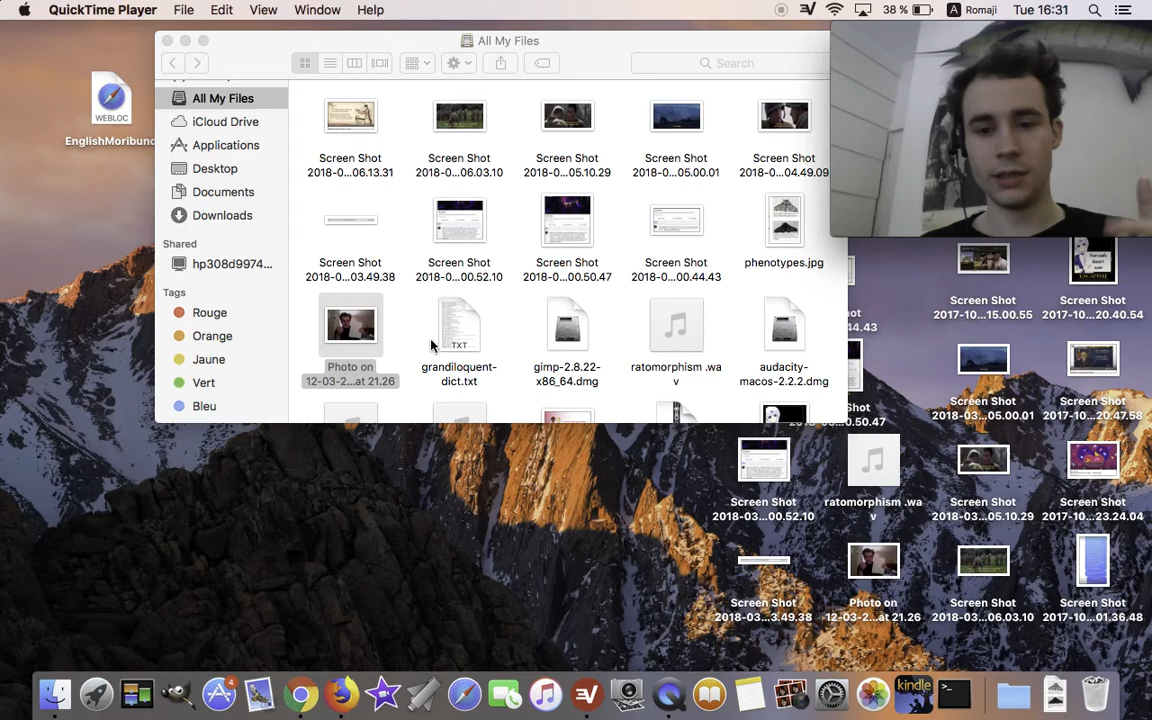 QuickTime Player File Edit View Window Help
38 % A Romaji Tue 16:31
All My Files
Search
All My Files
iCloud Drive
Applications
Desktop
Documents
Downloads
Shared
hp308d9974...
Tags
Rouge
Orange
Jaune
Vert
Bleu
Screen Shot
2018-0...06.13.31
Screen Shot
2018-0...06.03.10
Screen Shot
2018-0...05.10.29
Screen Shot
2018-0...05.00.01
Screen Shot
2018-0...04.49.09
Screen Shot
2018-0...03.49.38
Screen Shot
2018-0...00.52.10
Screen Shot
2018-0...00.50.47
Screen Shot
2018-0...00.44.43
phenotypes.jpg
TXT
Photo on
12-03-2...at 21.26
grandiloquent-
dict.txt
gimp-2.8.22-
x86_64.dmg
ratomorphism .wa
v
audacity-
macos-2.2.2.dmg
WEBLOC
EnglishMoribund
Screen Shot
2017-10...15.00.55
Screen Shot
2017-10...20.40.54
Screen Shot
2018-03...05.00.01
Screen Shot
2017-10...20.47.58
Screen Shot
2018-03...00.52.10
ratomorphism .wa
v
Screen Shot
2018-03...05.10.29
Screen Shot
2017-10...23.24.04
Screen Shot
2018-03...3.49.38
Photo on
12-03-2...at 21.26
Screen Shot
2018-03...06.03.10
Screen Shot
2017-10...01.36.48
4
kindle